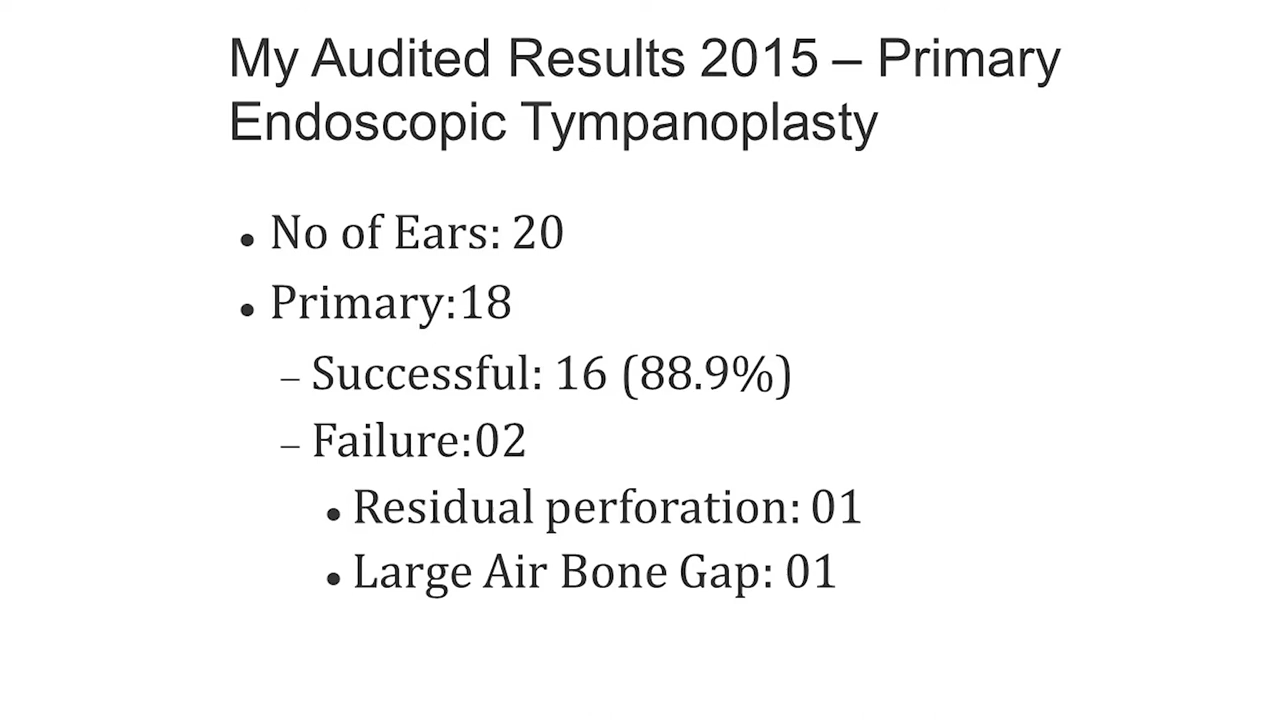 My Audited Results 2015 – Primary
Endoscopic Tympanoplasty
• No of Ears: 20
• Primary:18
– Successful: 16 (88.9%)
– Failure:02
• Residual perforation: 01
• Large Air Bone Gap: 01